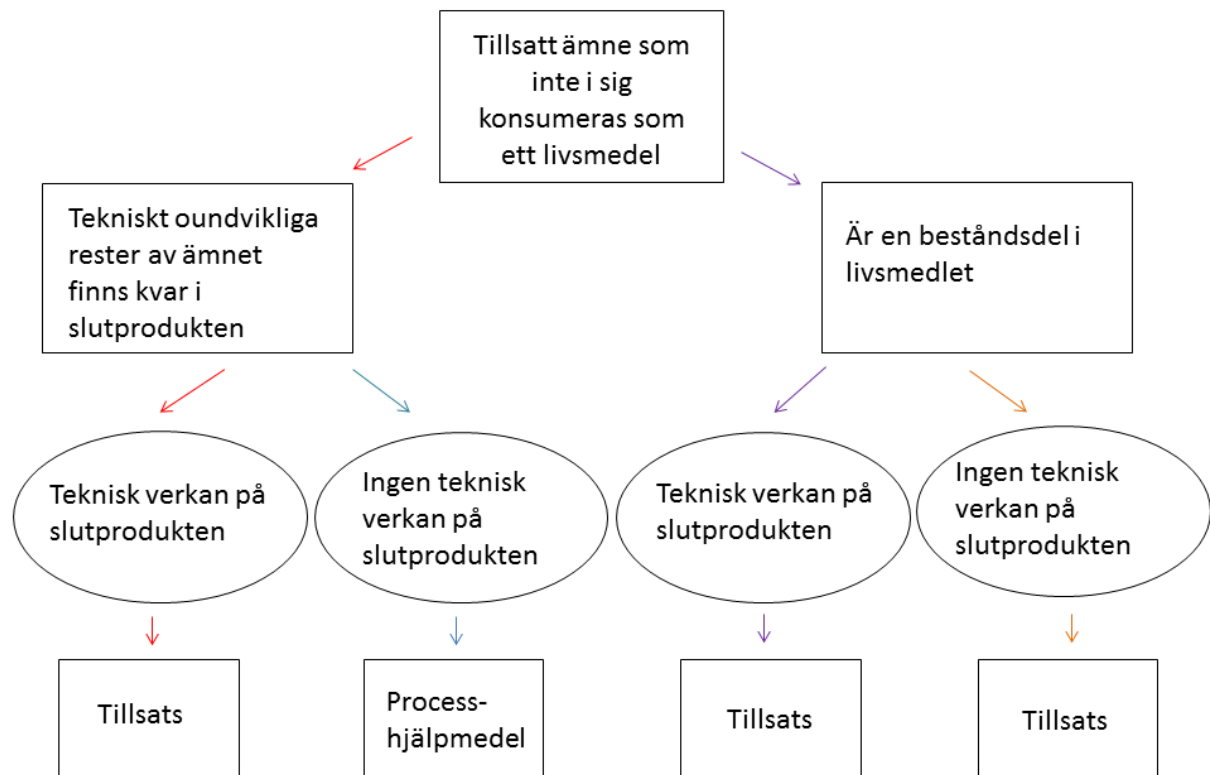 Tillsatt ämne som
inte i sig
konsumeras som
ett livsmedel
Tekniskt oundvikliga
rester av ämnet
finns kvar i
slutprodukten
Är en beståndsdel i
livsmedlet
Teknisk verkan på
slutprodukten
Ingen teknisk
verkan på
slutprodukten
Teknisk verkan på
slutprodukten
Ingen teknisk
verkan på
slutprodukten
Tillsats
Process-
hjälpmedel
Tillsats
Tillsats